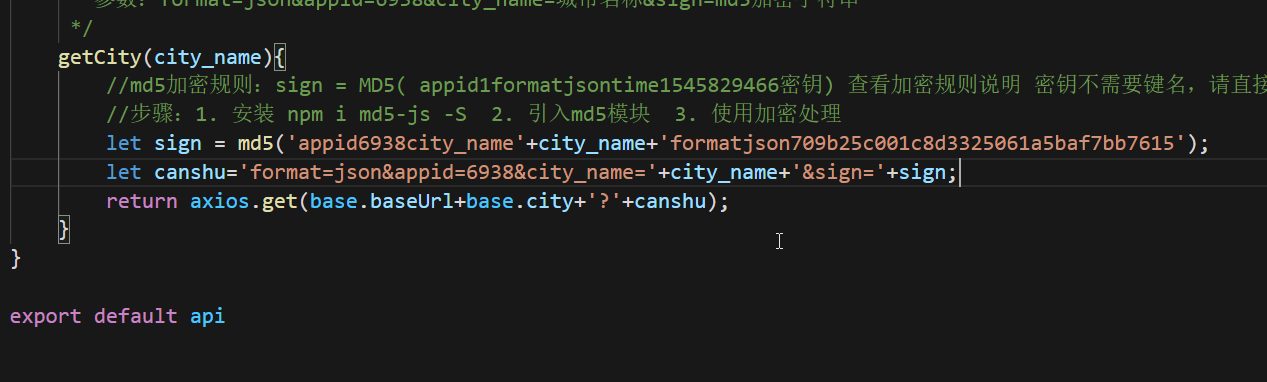 参数：format=json&appid=6938&city_name=城市名称&sign=md5加密字符串
*/
getCity(city_name){
//md5加密规则：sign = MD5( appid1formatjsontime1545829466密钥) 查看加密规则说明 密钥不需要键名，请直接
//步骤：1. 安装 npm i md5-js -S 2. 引入md5模块 3. 使用加密处理
let sign = md5('appid6938city_name'+city_name+'formatjson709b25c001c8d3325061a5baf7bb7615');
let canshu='format=json&appid=6938&city_name='+city_name+'&sign='+sign;
return axios.get(base.baseUrl+base.city+'?'+canshu);
}
}
export default api